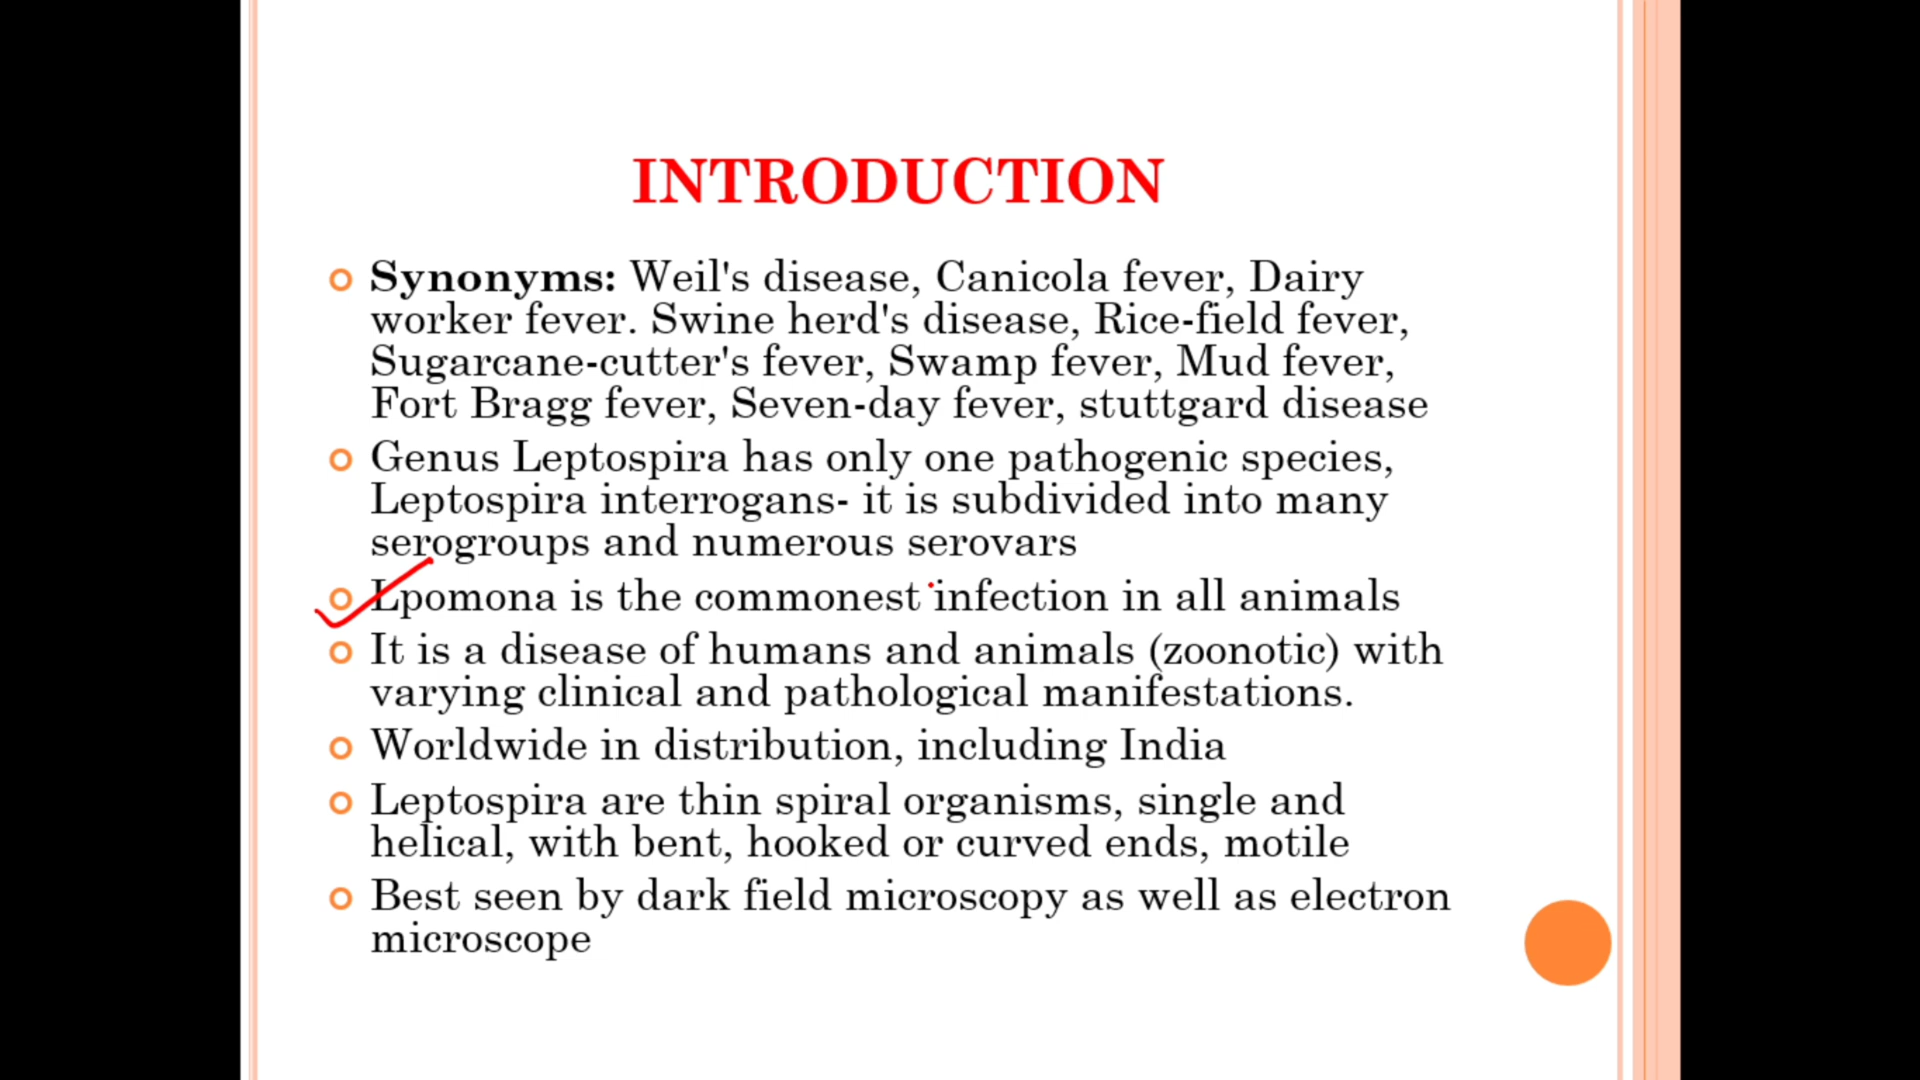 INTRODUCTION
Synonyms: Weil's disease, Canicola fever, Dairy
worker fever. Swine herd's disease, Rice-field fever,
Sugarcane-cutter's fever, Swamp fever, Mud fever,
Fort Bragg fever, Seven-day fever, stuttgard disease
Genus Leptospira has only one pathogenic species,
Leptospira interrogans- it is subdivided into many
serogroups and numerous serovars
Lpomona is the commonest infection in all animals
It is a disease of humans and animals (zoonotic) with
varying clinical and pathological manifestations.
Worldwide in distribution, including India
Leptospira are thin spiral organisms, single and
helical, with bent, hooked or curved ends, motile
Best seen by dark field microscopy as well as electron
microscope